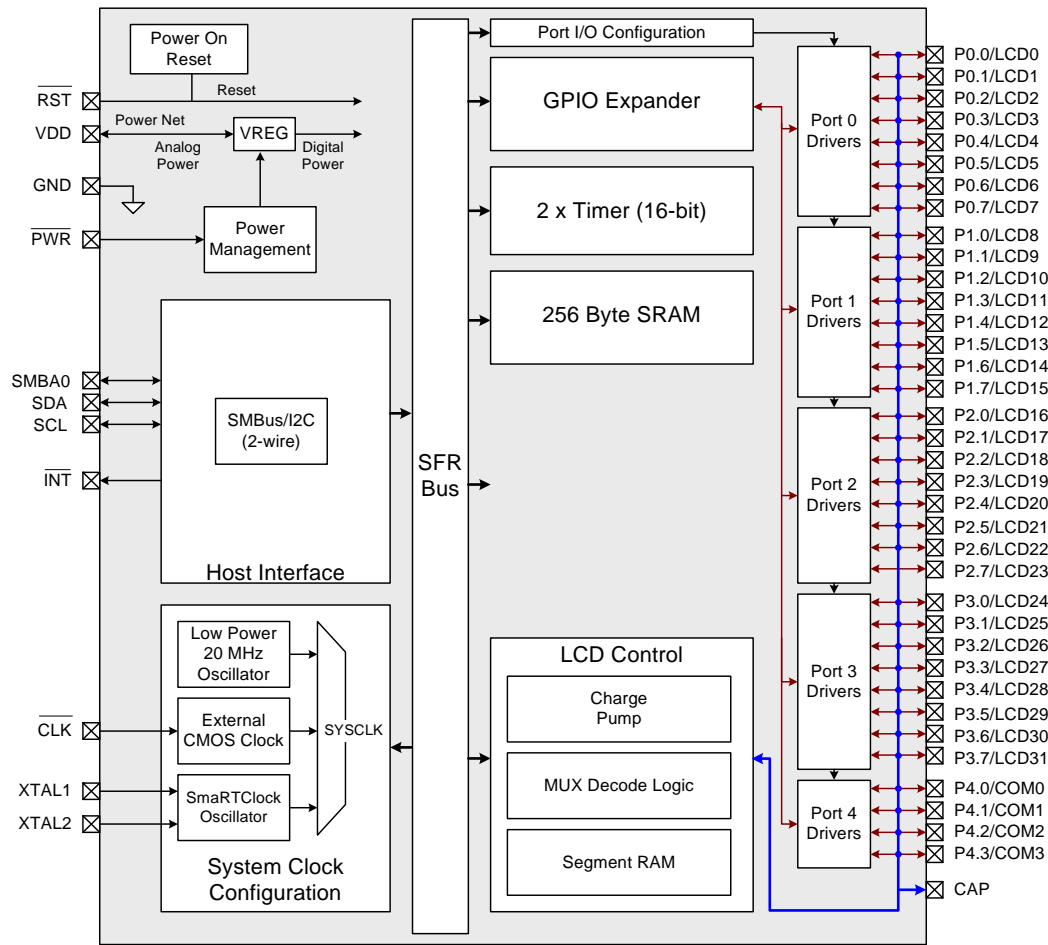 Power On
Reset
RST
Reset
VDD
Power Net
Analog
Power
VREG
Digital
Power
GND
PWR
Power
Management
SMBA0
SDA
SCL
INT
SMBus/I2C
(2-wire)
Host Interface
Low Power
20 MHz
Oscillator
CLK
External
CMOS Clock
SYSCLK
XTAL1
XTAL2
SmaRTClock
Oscillator
System Clock
Configuration
SFR
Bus
Port I/O Configuration
GPIO Expander
2 x Timer (16-bit)
256 Byte SRAM
LCD Control
Charge
Pump
MUX Decode Logic
Segment RAM
Port 0
Drivers
Port 1
Drivers
Port 2
Drivers
Port 3
Drivers
Port 4
Drivers
P0.0/LCD0
P0.1/LCD1
P0.2/LCD2
P0.3/LCD3
P0.4/LCD4
P0.5/LCD5
P0.6/LCD6
P0.7/LCD7
P1.0/LCD8
P1.1/LCD9
P1.2/LCD10
P1.3/LCD11
P1.4/LCD12
P1.5/LCD13
P1.6/LCD14
P1.7/LCD15
P2.0/LCD16
P2.1/LCD17
P2.2/LCD18
P2.3/LCD19
P2.4/LCD20
P2.5/LCD21
P2.6/LCD22
P2.7/LCD23
P3.0/LCD24
P3.1/LCD25
P3.2/LCD26
P3.3/LCD27
P3.4/LCD28
P3.5/LCD29
P3.6/LCD30
P3.7/LCD31
P4.0/COM0
P4.1/COM1
P4.2/COM2
P4.3/COM3
CAP